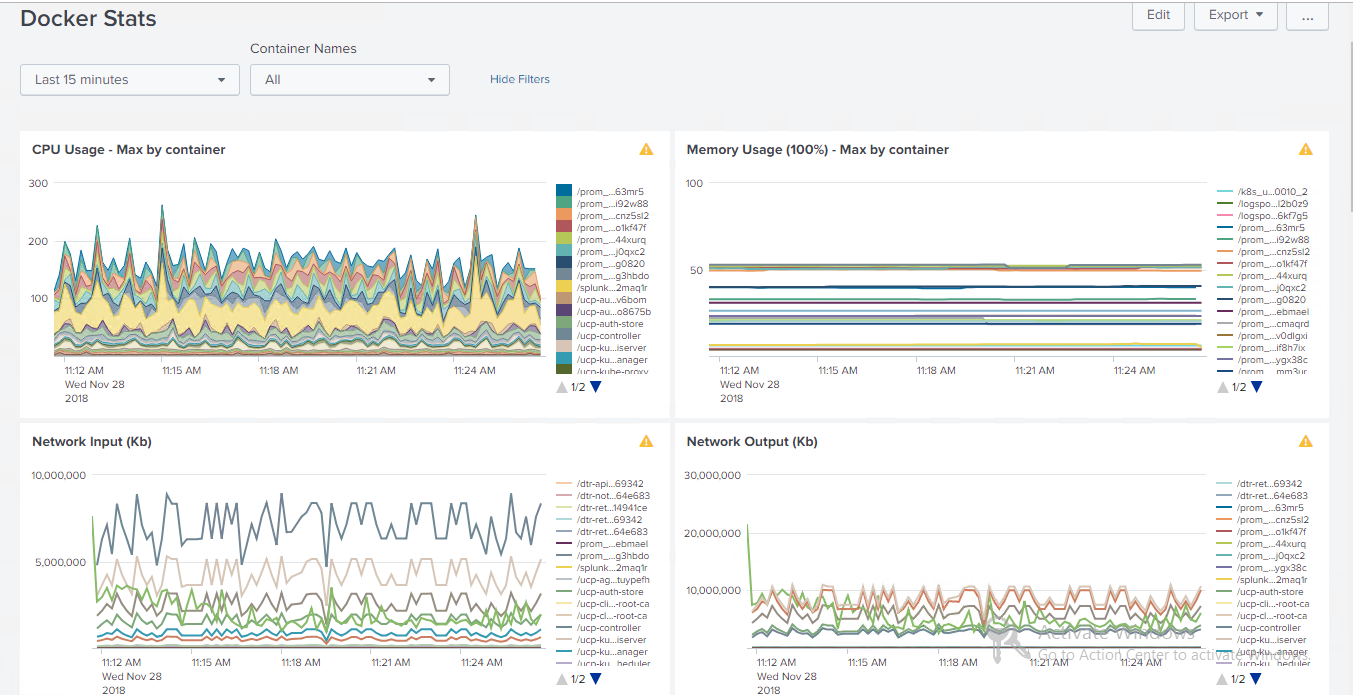 Docker Stats
Edit
Export
...
Container Names
Last 15 minutes
All
Hide Filters
CPU Usage - Max by container
300
200
100
11:12 AM
Wed Nov 28
2018
11:15 AM
11:18 AM
11:21 AM
11:24 AM
/prom_...63mr5
/prom_...i92w88
/prom_...cnz5sl2
/prom_...o1kf47f
/prom_...44xurq
/prom_...j0qxc2
/prom_...g0820
/prom_...g3hbdo
/splunk...2maq1r
/ucp-au...v6bom
/ucp-au...o8675b
/ucp-auth-store
/ucp-controller
/ucp-ku...iserver
/ucp-ku...anager
/ucp-kube-proxy
1/2
Memory Usage (100%) - Max by container
100
50
11:12 AM
Wed Nov 28
2018
11:15 AM
11:18 AM
11:21 AM
11:24 AM
/k8s_u...0010_2
/logspo...l2b0z9
/logspo...6kf7g5
/prom_...63mr5
/prom_...i92w88
/prom_...cnz5sl2
/prom_...o1kf47f
/prom_...44xurq
/prom_...j0qxc2
/prom_...g0820
/prom_...ebmael
/prom_...cmaqrd
/prom_...v0dlgxi
/prom_...if8h7ix
/prom_...ygx38c
/prom_...mm3ur
1/2
Network Input (Kb)
10,000,000
5,000,000
11:12 AM
Wed Nov 28
2018
11:15 AM
11:18 AM
11:21 AM
11:24 AM
/dtr-api...69342
/dtr-not...64e683
/dtr-ret...14941ce
/dtr-ret...69342
/dtr-ret...64e683
/prom_...ebmael
/prom_...g3hbdo
/splunk...2maq1r
/ucp-ag...tuypefh
/ucp-auth-store
/ucp-cli...-root-ca
/ucp-cl...-root-ca
/ucp-controller
/ucp-ku...iserver
/ucp-ku...anager
/ucp-ku...heduler
1/2
Network Output (Kb)
30,000,000
20,000,000
10,000,000
11:12 AM
Wed Nov 28
2018
11:15 AM
11:18 AM
11:21 AM
11:24 AM
/dtr-ret...69342
/dtr-ret...64e683
/prom_...63mr5
/prom_...cnz5sl2
/prom_...o1kf47f
/prom_...44xurq
/prom_...j0qxc2
/prom_...ygx38c
/splunk...2maq1r
/ucp-auth-store
/ucp-cli...-root-ca
/ucp-cl...-root-ca
/ucp-controller
/ucp-ku...iserver
/ucp-ku...anager
/ucp-ku...heduler
1/2
Activate Windows
Go to Action Center to activate Windows.